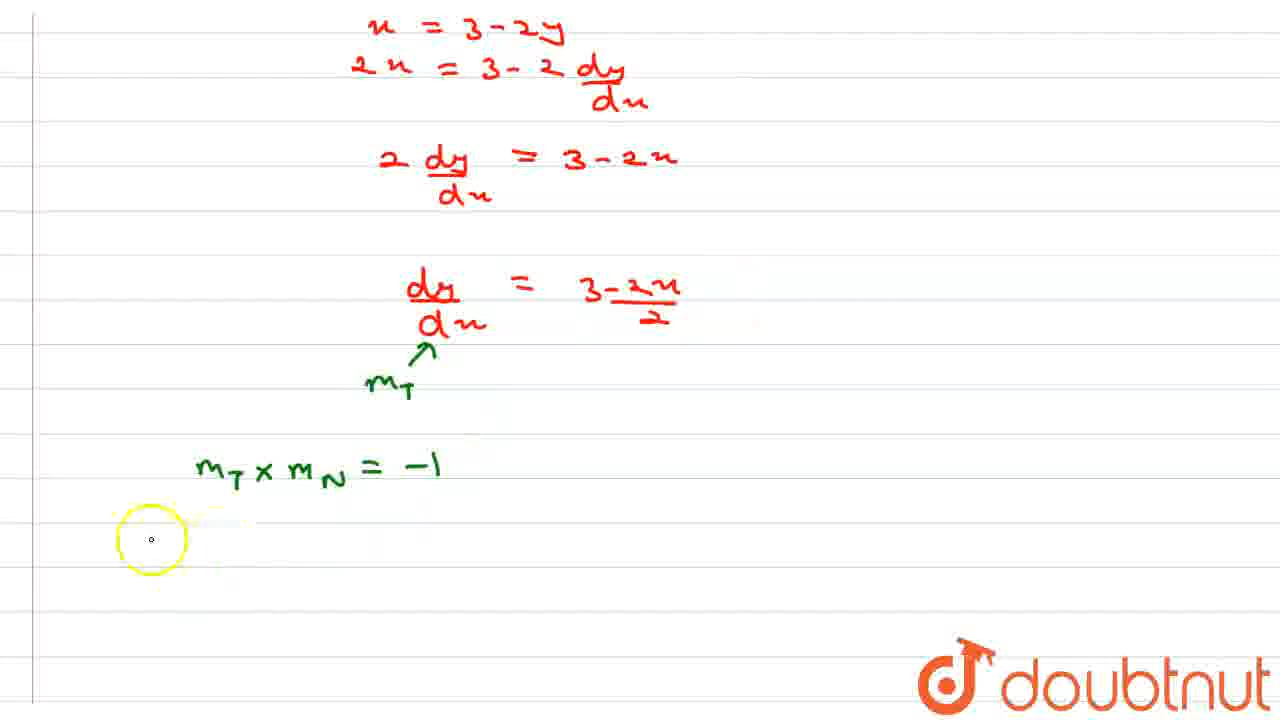 x = 3 - 2y
2x = 3 - 2 dy/dx
2 dy/dx = 3 - 2x
dy/dx = 3 - 2x/2
m_T
m_T × m_N = -1
doubtnut